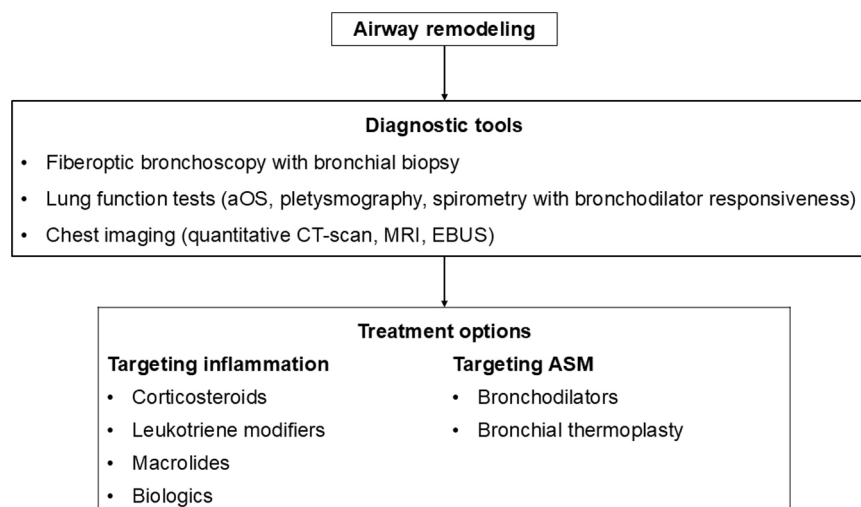 Airway remodeling
Diagnostic tools
• Fiberoptic bronchoscopy with bronchial biopsy
• Lung function tests (aOS, pletysmography, spirometry with bronchodilator responsiveness)
• Chest imaging (quantitative CT-scan, MRI, EBUS)
Treatment options
Targeting inflammation
• Corticosteroids
• Leukotriene modifiers
• Macrolides
• Biologics
Targeting ASM
• Bronchodilators
• Bronchial thermoplasty